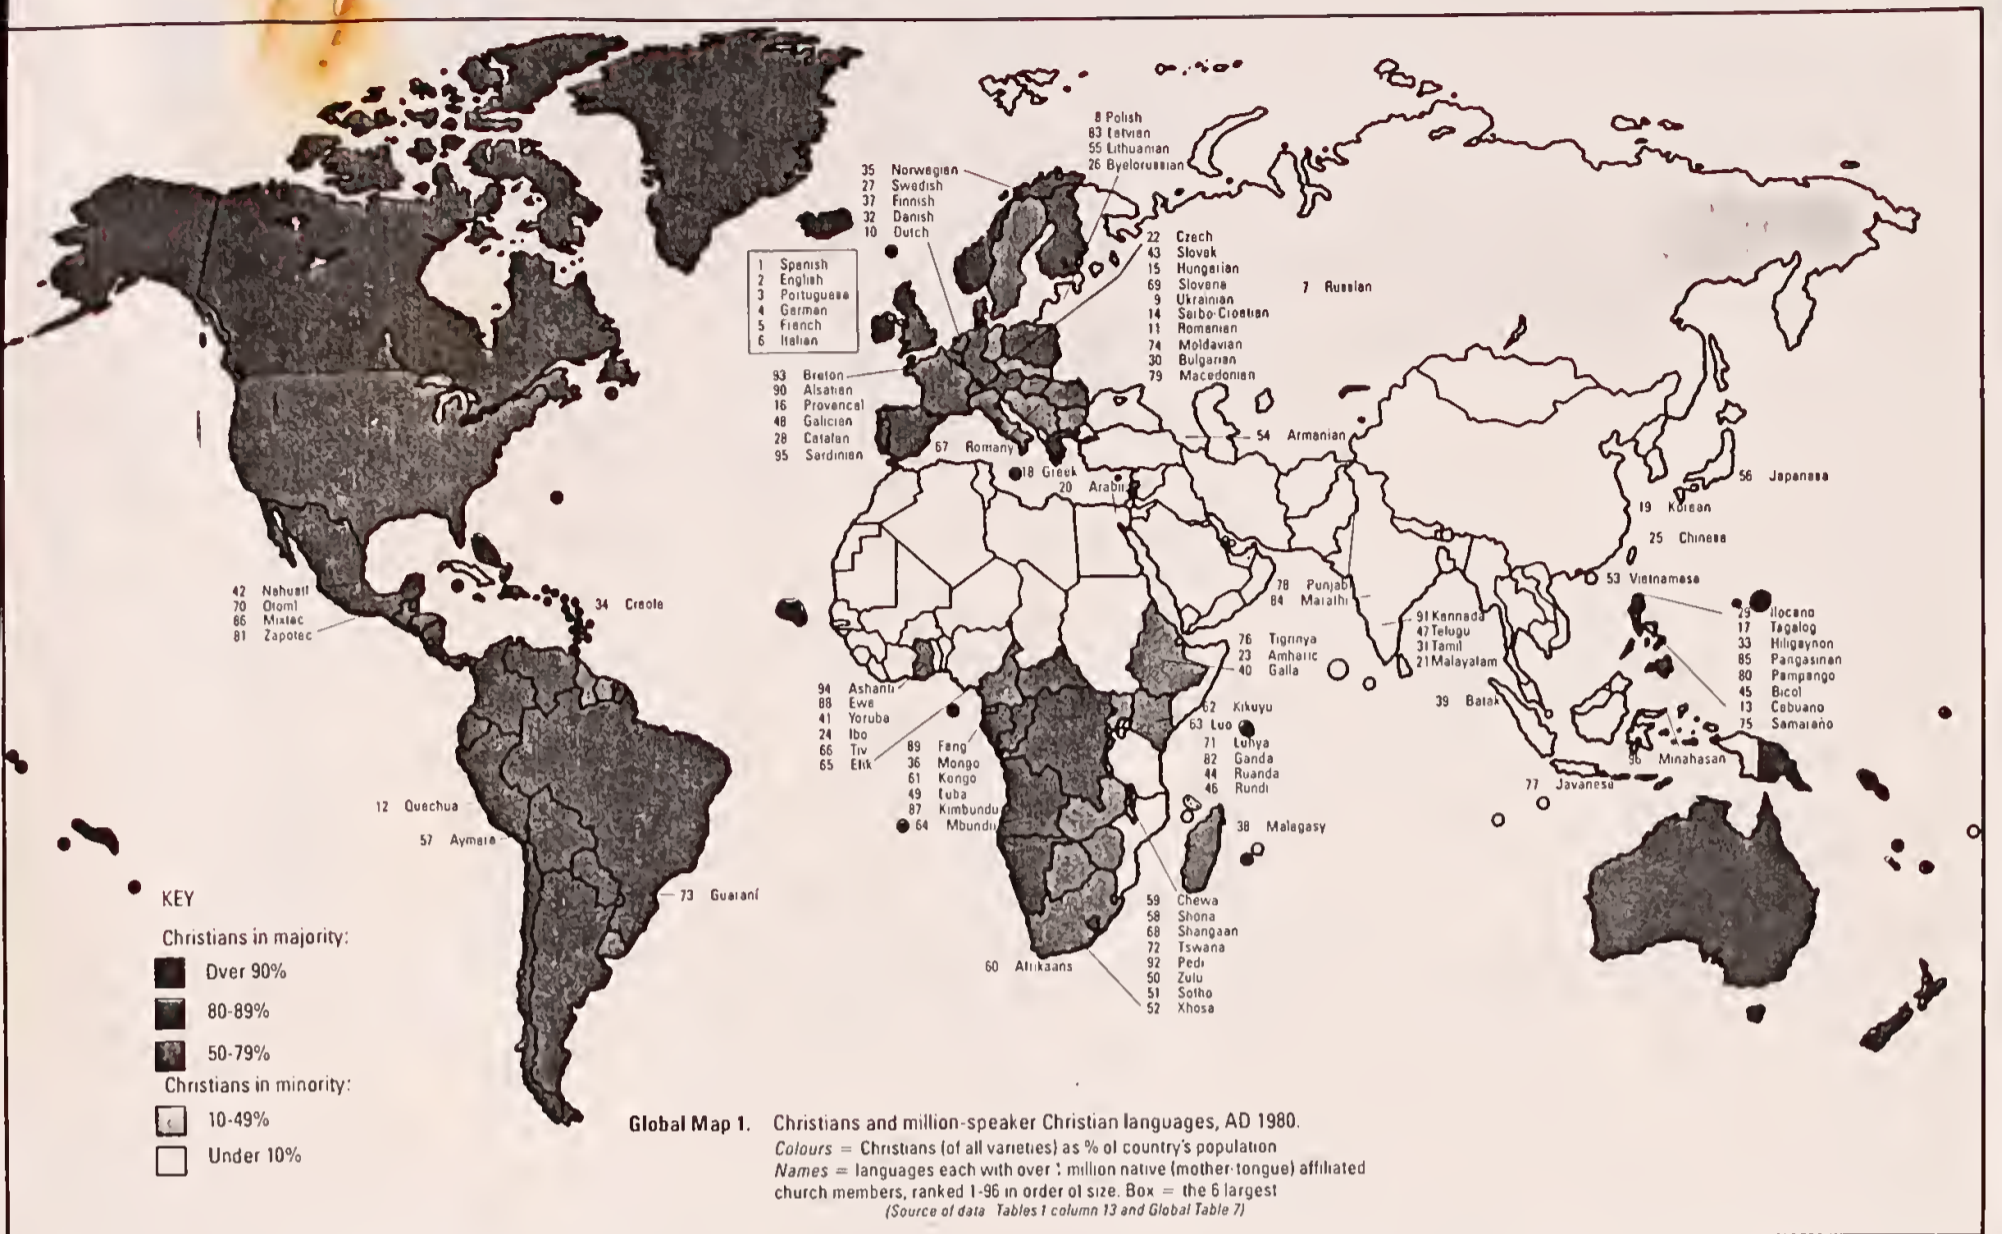 8 Polish
83 Latvian
55 Lithuanian
26 Byelorussian
35 Norwegian
27 Swedish
37 Finnish
32 Danish
10 Dutch
1 Spanish
2 English
3 Portuguese
4 German
5 French
6 Italian
22 Czech
43 Slovak
15 Hungarian
69 Slovene
9 Ukrainian
14 Serbo-Croatian
11 Romanian
74 Moldavian
30 Bulgarian
79 Macedonian
7 Russian
93 Breton
90 Alsatian
16 Provencal
48 Galician
28 Catalan
95 Sardinian
67 Romany
18 Greek
20 Arabic
54 Armenian
56 Japanese
19 Korean
25 Chinese
53 Vietnamese
42 Nahuatl
70 Otomi
86 Mixtec
81 Zapotec
34 Creole
78 Punjabi
84 Marathi
91 Kannada
47 Telugu
31 Tamil
21 Malayalam
29 Ilocano
17 Tagalog
33 Hiligaynon
85 Pangasinan
80 Pampango
45 Bicol
13 Cebuano
75 Samareño
76 Tigrinya
23 Amharic
40 Galla
39 Batak
94 Ashanti
88 Ewe
41 Yoruba
24 Ibo
66 Tiv
65 Efik
62 Kikuyu
63 Luo
71 Luhya
82 Ganda
44 Ruanda
46 Rundi
89 Fang
36 Mongo
61 Kongo
49 Luba
87 Kimbundu
64 Mbundu
96 Minahasan
77 Javanese
12 Quechua
57 Aymara
38 Malagasy
73 Guaraní
59 Chewa
58 Shona
68 Shangaan
72 Tswana
92 Pedi
50 Zulu
51 Sotho
52 Xhosa
60 Afrikaans
KEY
Christians in majority:
Over 90%
80-89%
50-79%
Christians in minority:
10-49%
Under 10%
Global Map 1. Christians and million-speaker Christian languages, AD 1980.
Colours = Christians (of all varieties) as % of country's population
Names = languages each with over 1 million native (mother-tongue) affiliated
church members, ranked 1-96 in order of size. Box = the 6 largest
(Source of data Tables 1 column 13 and Global Table 7)